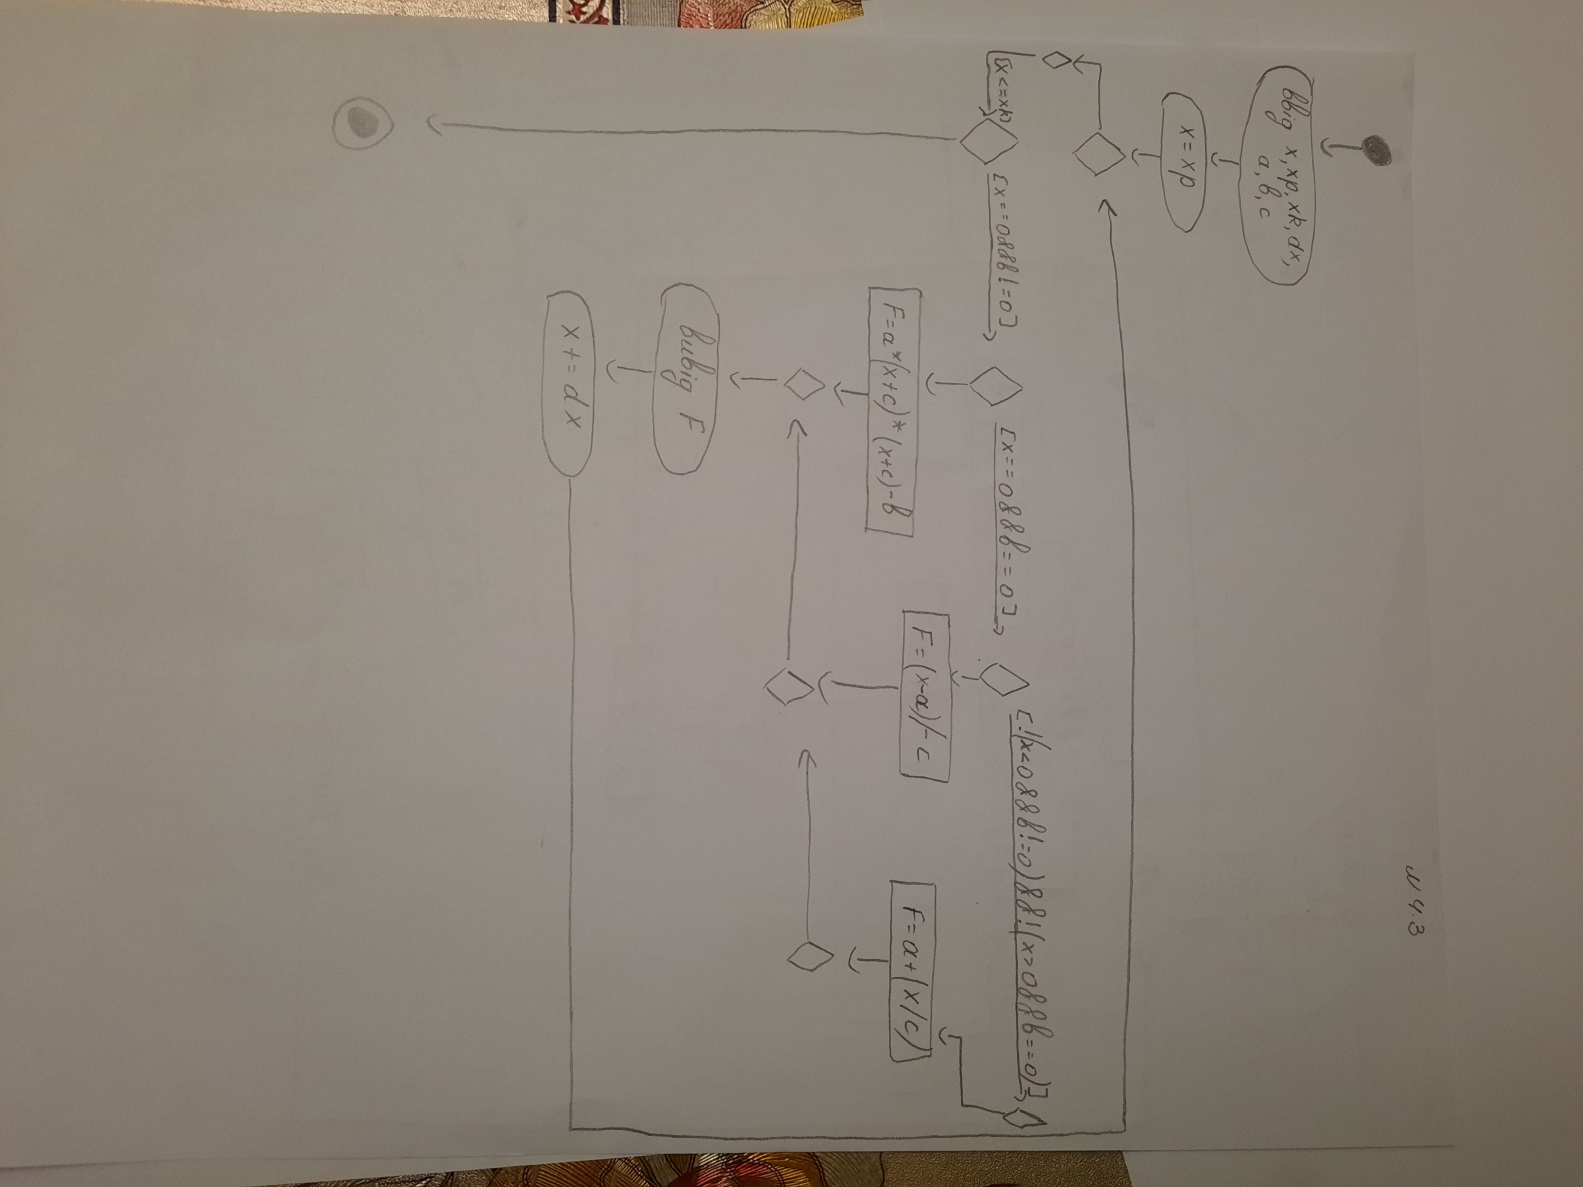 N 4.3
ввід x, xp, xk, dx,
a, b, c
x = xp
[x<=xk]
[x==0&&b!=0]
[x==0&&b==0]
[!(x<0&&b!=0)&&!(x>0&&b==0)]
F=a*(x+c)*(x+c)-b
F=(x-a)/-c
F=a+(x/c)
вивід F
x+=dx